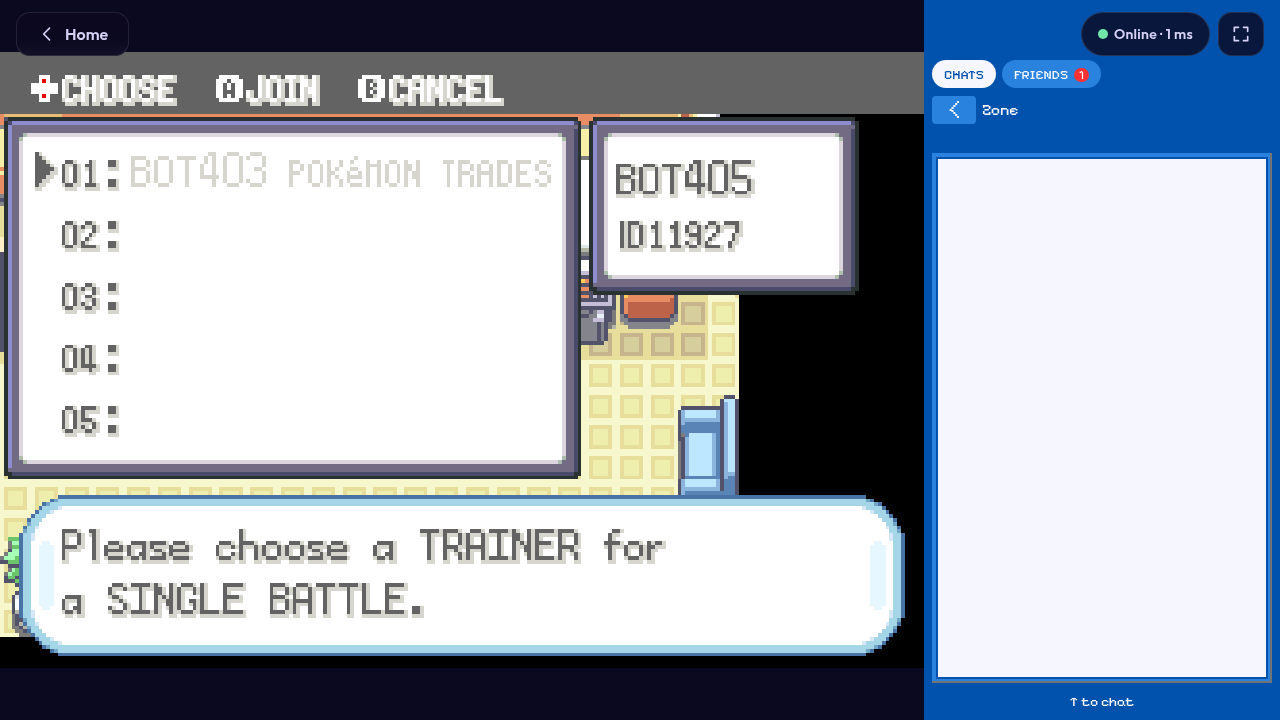 Home
Online · 1 ms
CHOOSE A JOIN B CANCEL
CHATS
FRIENDS 1
Zone
01: BOT403 POKéMON TRADES
02:
03:
04:
05:
BOT405
ID11927
Please choose a TRAINER for
a SINGLE BATTLE.
↑ to chat